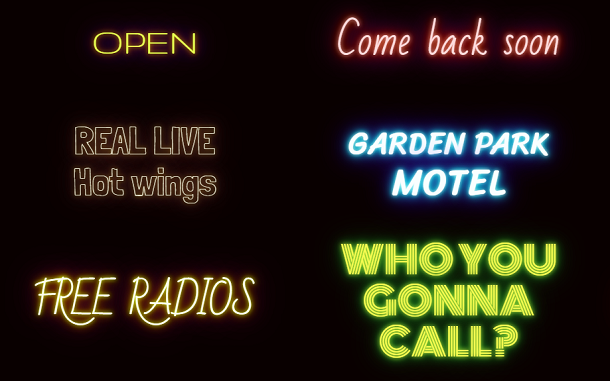 OPEN
Come back soon
REAL LIVE
Hot wings
GARDEN PARK
MOTEL
FREE RADIOS
WHO YOU
GONNA
CALL?